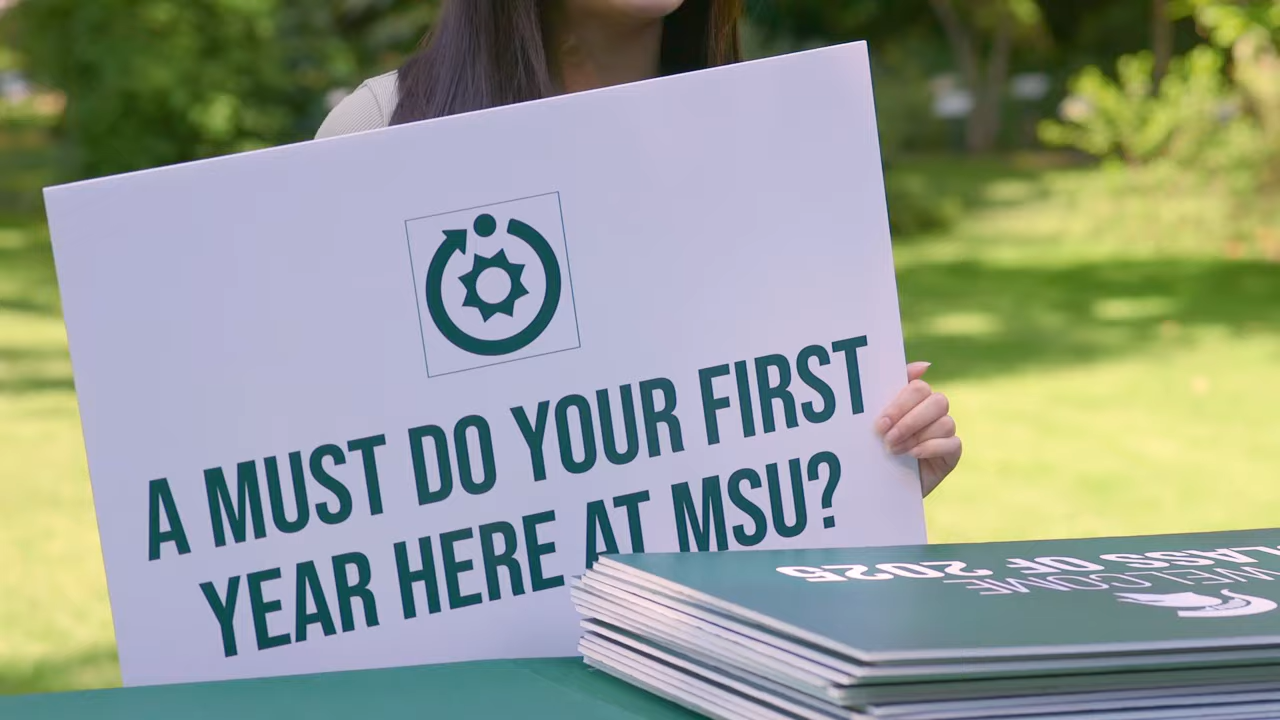 A MUST DO YOUR FIRST
YEAR HERE AT MSU?
WELCOME
CLASS OF 2025